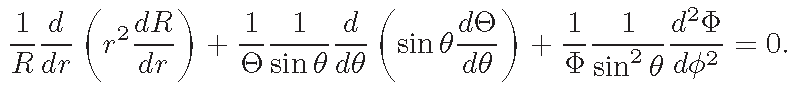 \frac{1}{R}\frac{d}{dr}\left(r^2\frac{dR}{dr}\right) + \frac{1}{\Theta}\frac{1}{\sin\theta}\frac{d}{d\theta}\left(\sin\theta\frac{d\Theta}{d\theta}\right) + \frac{1}{\Phi}\frac{1}{\sin^2\theta}\frac{d^2\Phi}{d\phi^2} = 0.